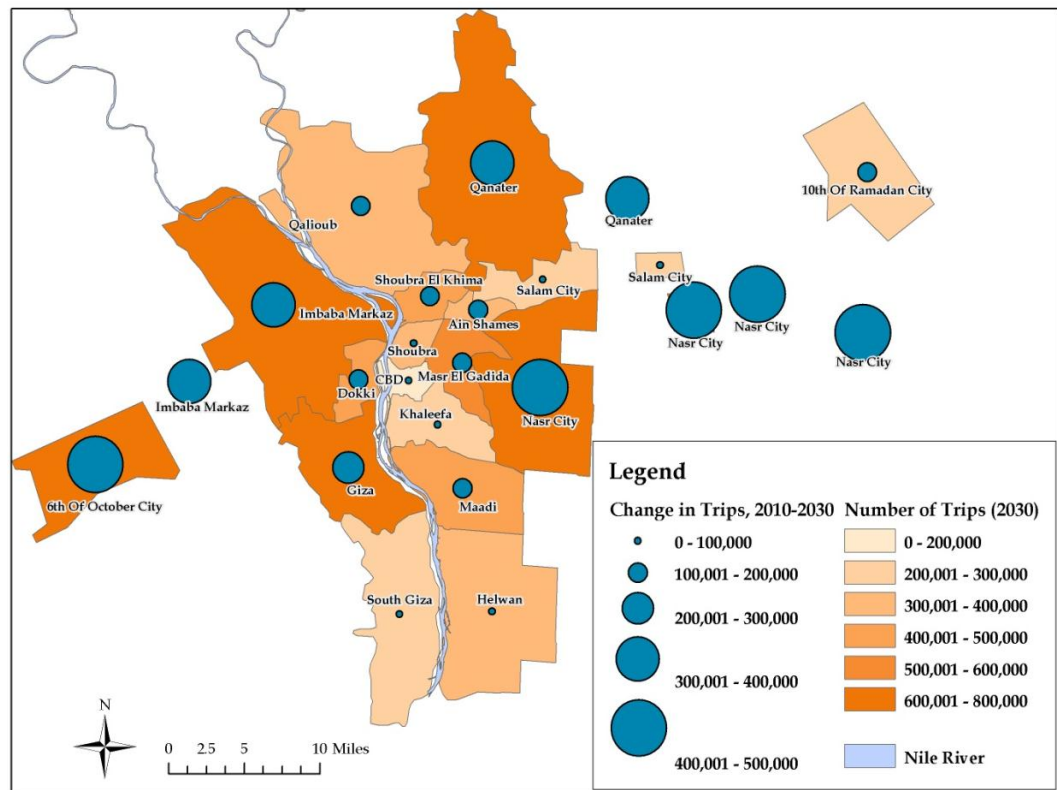 Qanater
10th Of Ramadan City
Qanater
Qalioub
Salam City
Shoubra El Khima
Salam City
Imbaba Markaz
Ain Shames
Nasr City
Nasr City
Nasr City
Shoubra
CBD
Masr El Gadida
Dokki
Imbaba Markaz
Khaleefa
Nasr City
Giza
6th Of October City
Maadi
South Giza
Helwan
N
0 2.5 5 10 Miles
Legend
Change in Trips, 2010-2030
0 - 100,000
100,001 - 200,000
200,001 - 300,000
300,001 - 400,000
400,001 - 500,000
Number of Trips (2030)
0 - 200,000
200,001 - 300,000
300,001 - 400,000
400,001 - 500,000
500,001 - 600,000
600,001 - 800,000
Nile River